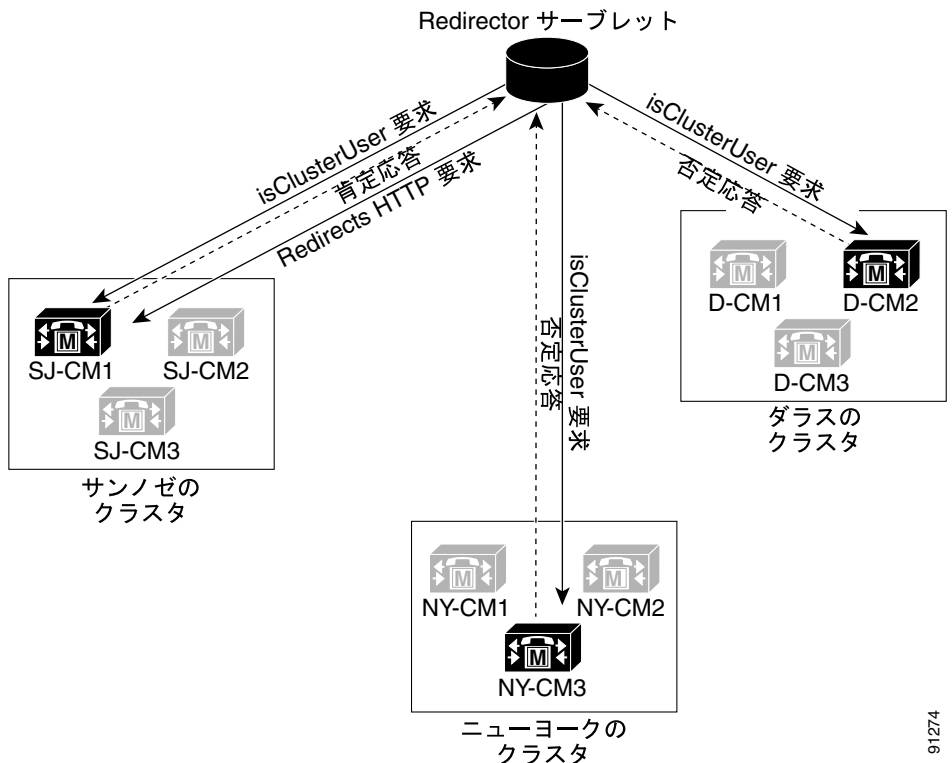 Redirector サーブレット
isClusterUser 要求
肯定応答
Redirects HTTP 要求
isClusterUser 要求
否定応答
isClusterUser 要求
否定応答
M
SJ-CM1
M
SJ-CM2
M
SJ-CM3
サンノゼの
クラスタ
M
D-CM1
M
D-CM2
M
D-CM3
ダラスの
クラスタ
M
NY-CM1
M
NY-CM2
M
NY-CM3
ニューヨークの
クラスタ
91274